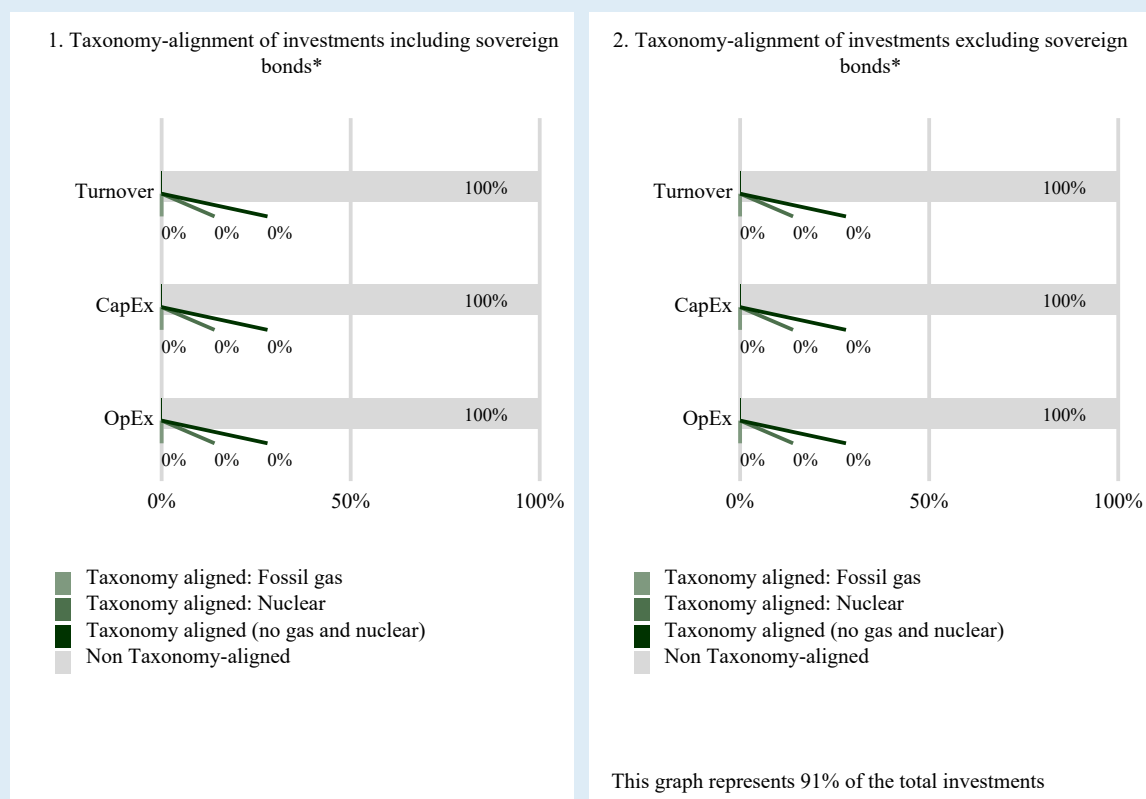 1. Taxonomy-alignment of investments including sovereign
bonds*
Turnover
100%
0% 0% 0%
CapEx
100%
0% 0% 0%
OpEx
100%
0% 0% 0%
0% 50% 100%
Taxonomy aligned: Fossil gas
Taxonomy aligned: Nuclear
Taxonomy aligned (no gas and nuclear)
Non Taxonomy-aligned
2. Taxonomy-alignment of investments excluding sovereign
bonds*
Turnover
100%
0% 0% 0%
CapEx
100%
0% 0% 0%
OpEx
100%
0% 0% 0%
0% 50% 100%
Taxonomy aligned: Fossil gas
Taxonomy aligned: Nuclear
Taxonomy aligned (no gas and nuclear)
Non Taxonomy-aligned
This graph represents 91% of the total investments